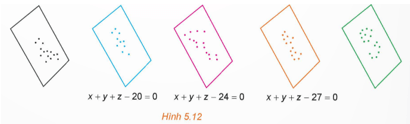 x + y + z − 20 = 0 x + y + z − 24 = 0 x + y + z − 27 = 0
Hình 5.12